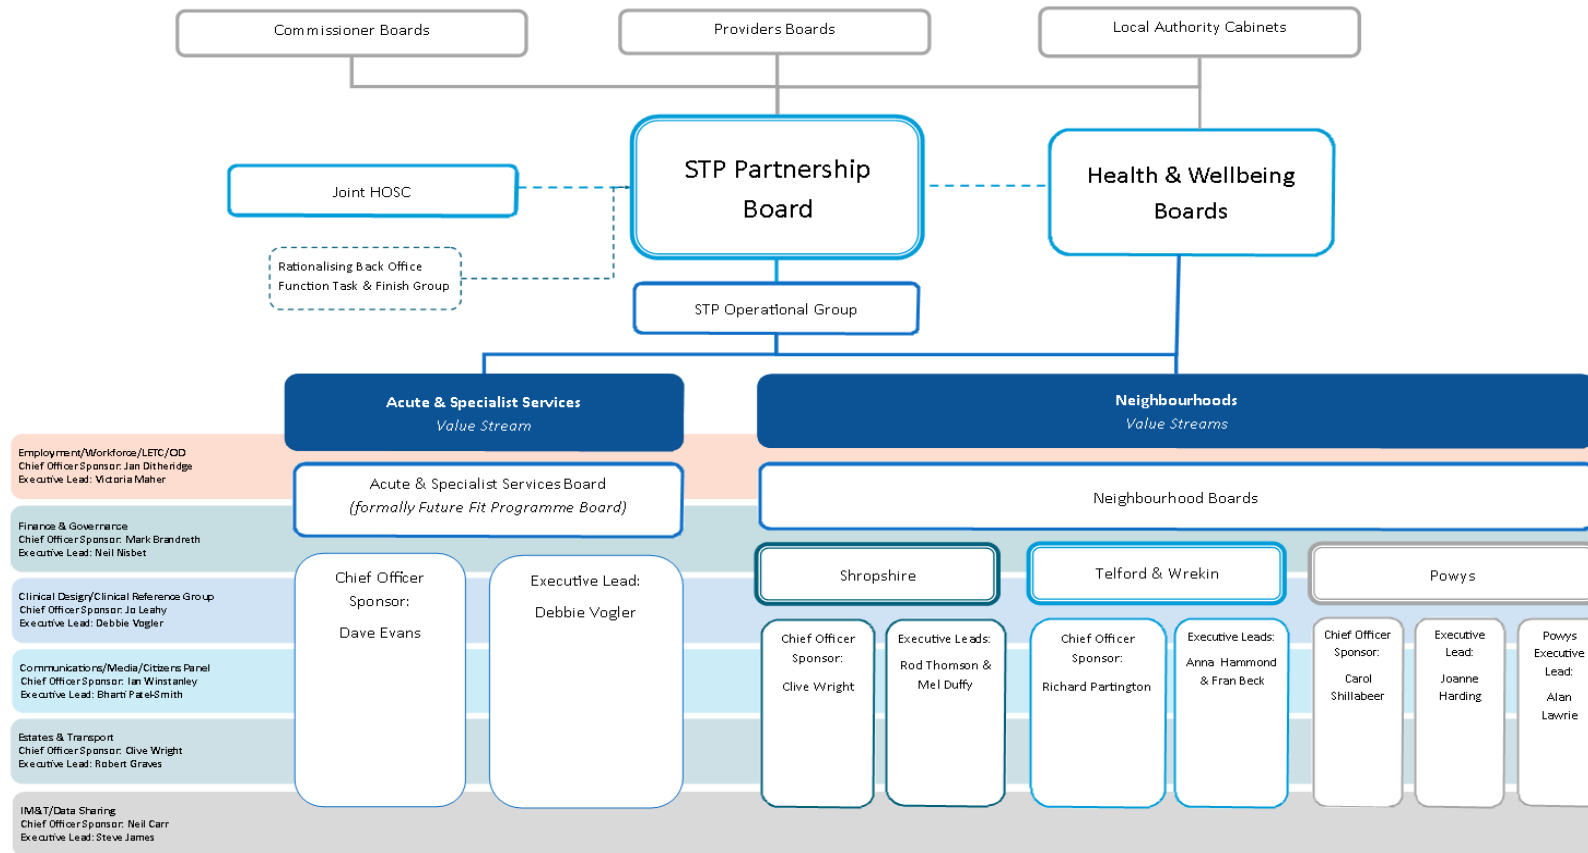 Commissioner Boards
Providers Boards
Local Authority Cabinets
STP Partnership
Board
Health & Wellbeing
Boards
Joint HOSC
Rationalising Back Office
Function Task & Finish Group
STP Operational Group
Acute & Specialist Services
Value Stream
Neighbourhoods
Value Streams
Employment/Workforce/LETC/OD
Chief Officer Sponsor: Jan Ditheridge
Executive Lead: Victoria Maher
Acute & Specialist Services Board
(formally Future Fit Programme Board)
Neighbourhood Boards
Finance & Governance
Chief Officer Sponsor: Mark Brandreth
Executive Lead: Neil Nisbet
Chief Officer
Sponsor:
Dave Evans
Executive Lead:
Debbie Vogler
Shropshire
Telford & Wrekin
Powys
Clinical Design/Clinical Reference Group
Chief Officer Sponsor: Jo Leahy
Executive Lead: Debbie Vogler
Chief Officer
Sponsor:
Clive Wright
Executive Leads:
Rod Thomson &
Mel Duffy
Chief Officer
Sponsor:
Richard Partington
Executive Leads:
Anna Hammond
& Fran Beck
Chief Officer
Sponsor:
Carol
Shillabeer
Executive
Lead:
Joanne
Harding
Powys
Executive
Lead:
Alan
Lawrie
Communications/Media/Citizens Panel
Chief Officer Sponsor: Ian Winstanley
Executive Lead: Bharti Patel-Smith
Estates & Transport
Chief Officer Sponsor: Clive Wright
Executive Lead: Robert Graves
IM&T/Data Sharing
Chief Officer Sponsor: Neil Carr
Executive Lead: Steve James